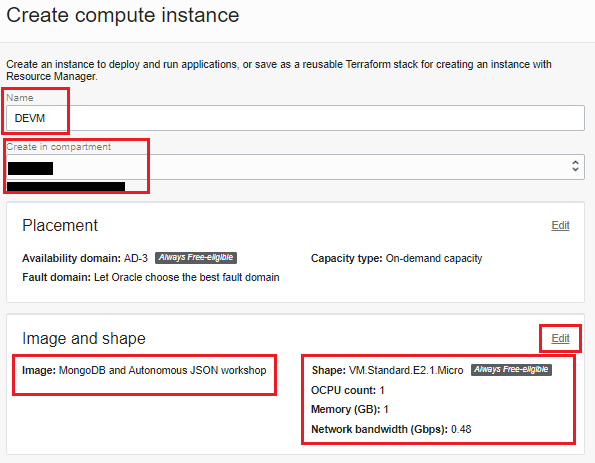 Create compute instance
Create an instance to deploy and run applications, or save as a reusable Terraform stack for creating an instance with
Resource Manager.
Name
DEVM
Create in compartment
Placement
Edit
Availability domain: AD-3 Always Free-eligible
Capacity type: On-demand capacity
Fault domain: Let Oracle choose the best fault domain
Image and shape
Edit
Image: MongoDB and Autonomous JSON workshop
Shape: VM.Standard.E2.1.Micro Always Free-eligible
OCPU count: 1
Memory (GB): 1
Network bandwidth (Gbps): 0.48